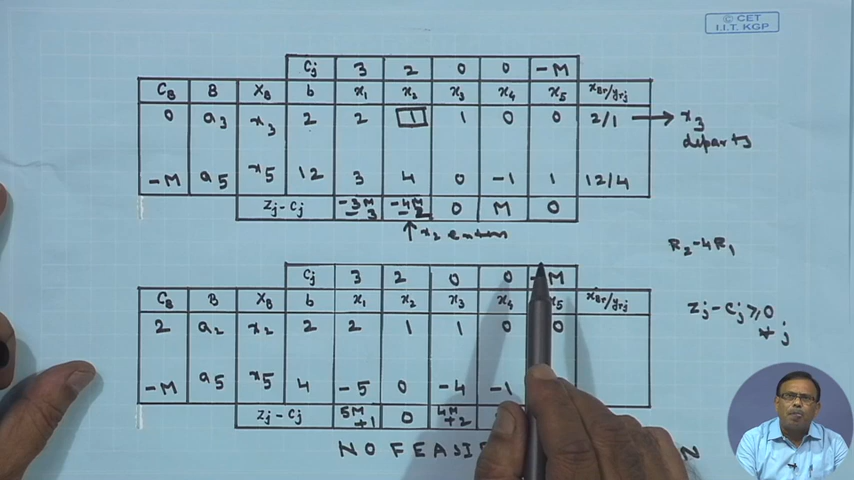 © CET
I.I.T. KGP
Cj 3 2 0 0 -M
CB B XB b x1 x2 x3 x4 x5 xBr/yrj
0 a3 x3 2 2 1 1 0 0 2/1 → x3
departs
-M a5 x5 12 3 4 0 -1 1 12/4
Zj-Cj -3M-3 -4M-2 0 M 0
↑ x2 enters
R2-4R1
Cj 3 2 0 0 -M
CB B XB b x1 x2 x3 x4 x5 xBr/yrj
Zj-Cj ≥ 0
∀ j
2 a2 x2 2 2 1 1 0 0
-M a5 x5 4 -5 0 -4 -1
Zj-Cj 5M+1 0 4M+2
NO